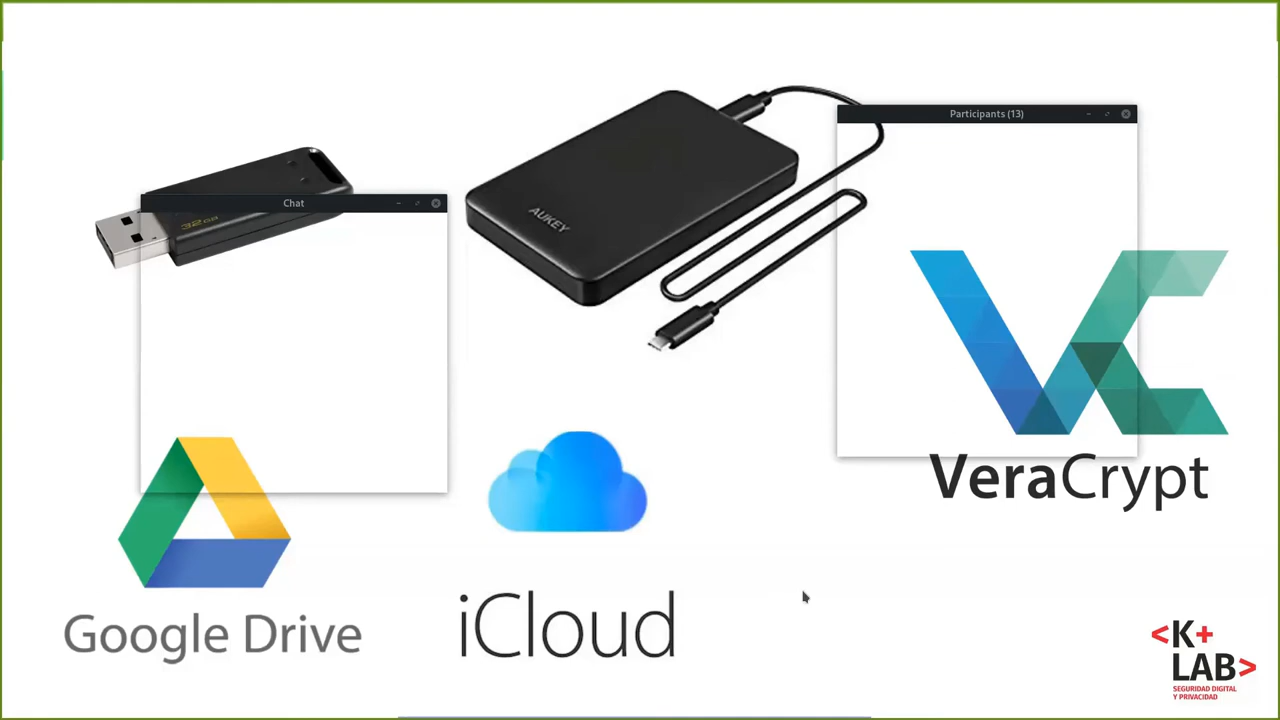 Participants (13)
Chat
32GB
AUKEY
VeraCrypt
Google Drive
iCloud
<K+
LAB>
SEGURIDAD DIGITAL
Y PRIVACIDAD